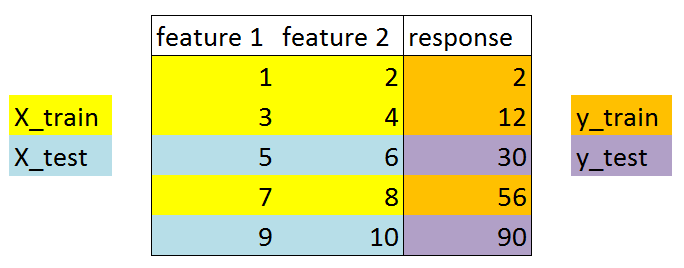 feature 1 feature 2 response
1 2 2
X_train 3 4 12 y_train
X_test 5 6 30 y_test
7 8 56
9 10 90